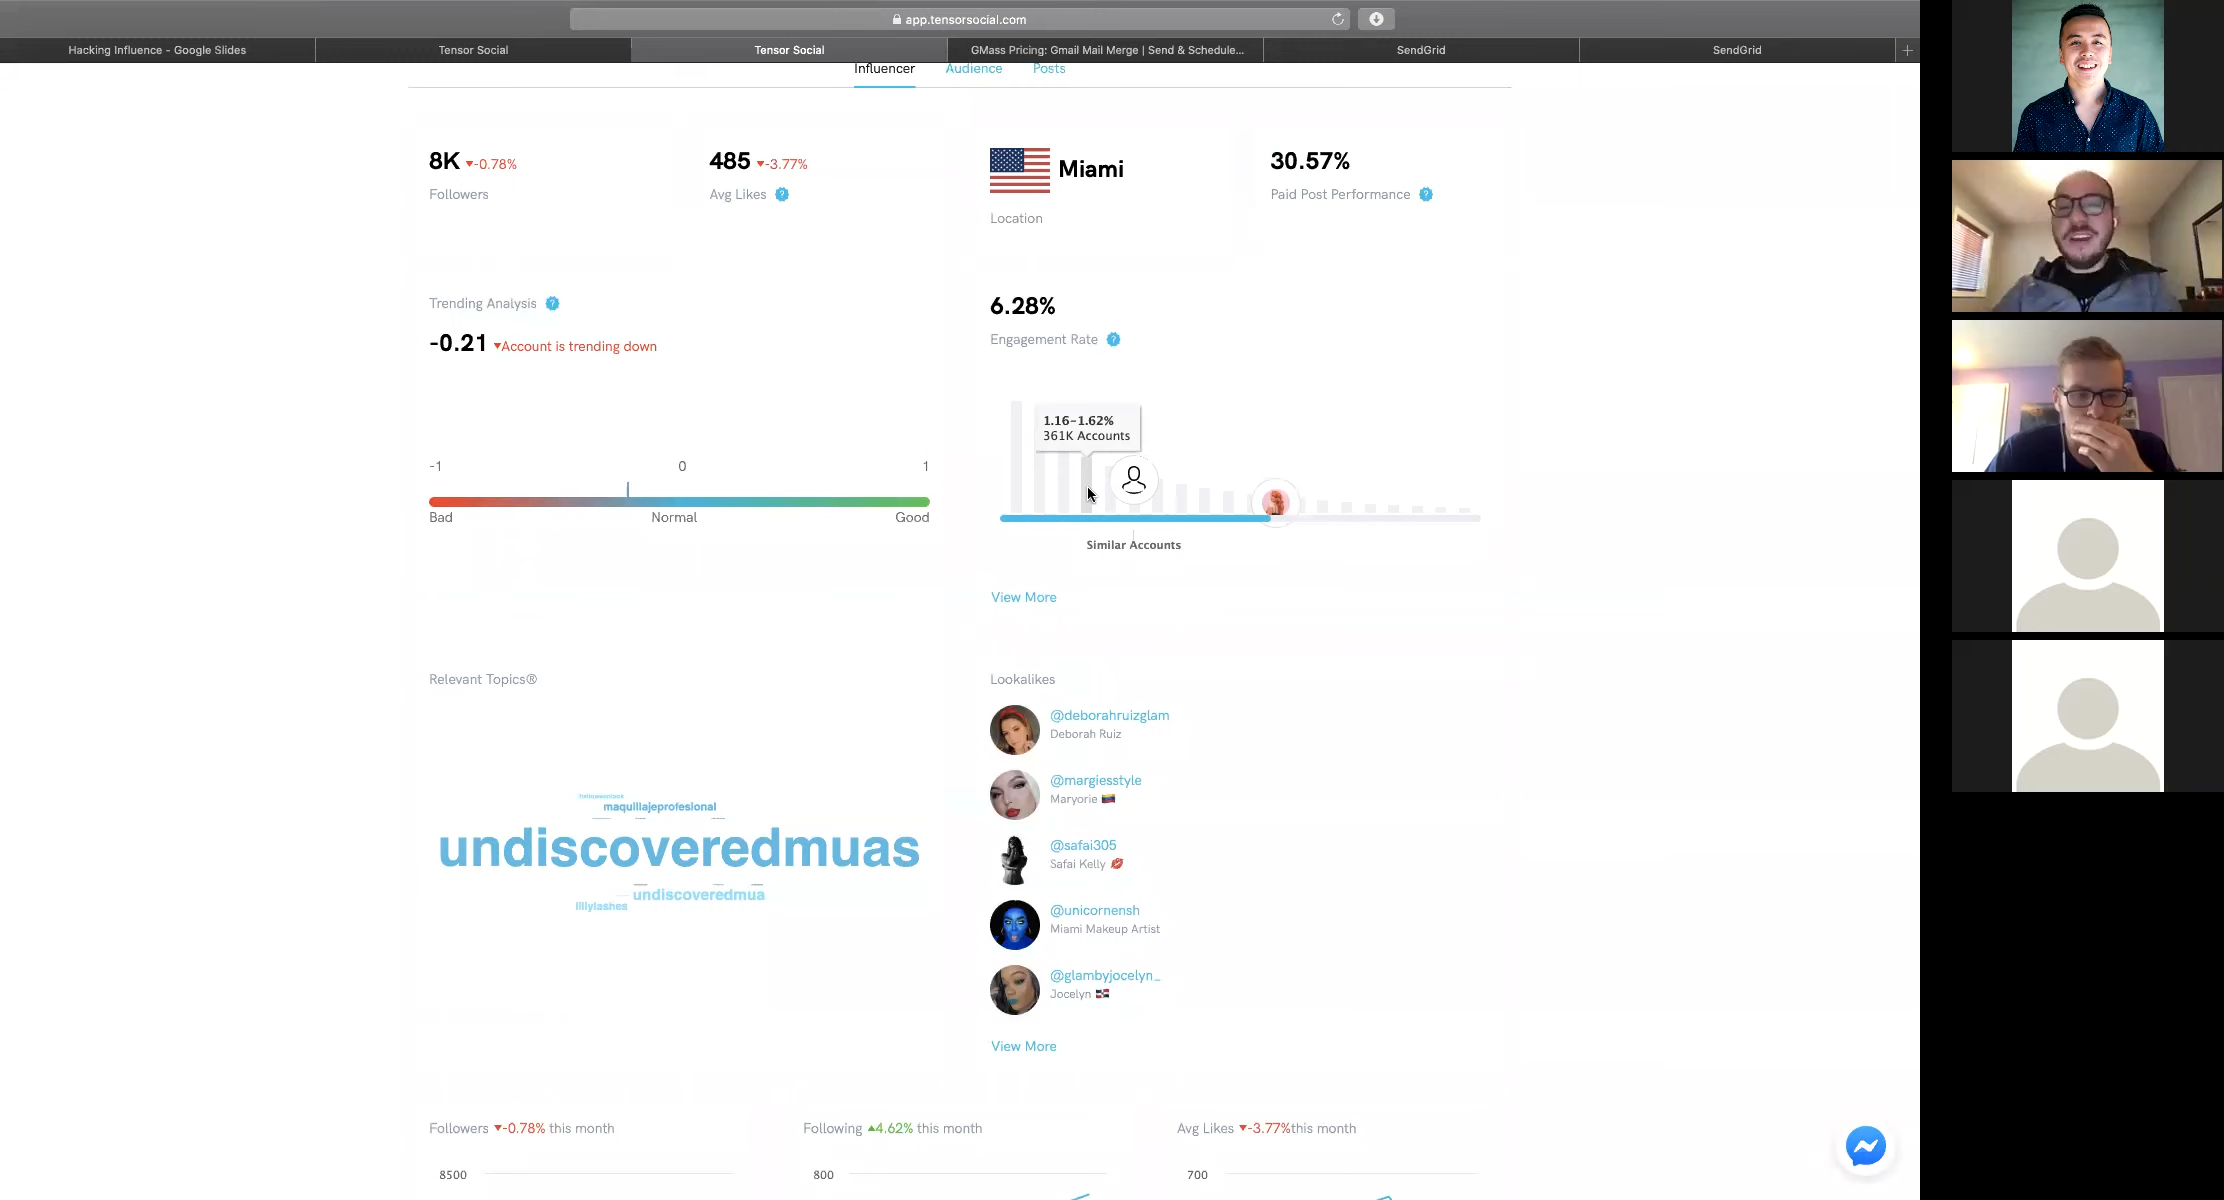 app.tensorsocial.com
Hacking Influence - Google Slides
Tensor Social
Tensor Social
GMass Pricing: Gmail Mail Merge | Send & Schedule...
SendGrid
SendGrid
Influencer
Audience
Posts
8K -0.78%
Followers
485 -3.77%
Avg Likes
Miami
Location
30.57%
Paid Post Performance
Trending Analysis
-0.21 Account is trending down
-1 0 1
Bad Normal Good
6.28%
Engagement Rate
1.16–1.62%
361K Accounts
Similar Accounts
View More
Relevant Topics®
maquillajeprofesional
undiscoveredmuas
undiscoveredmua
lillylashes
Lookalikes
@deborahruizglam
Deborah Ruiz
@margiesstyle
Maryorie
@safai305
Safai Kelly
@unicornensh
Miami Makeup Artist
@glambyjocelyn_
Jocelyn
View More
Followers -0.78% this month
Following 4.62% this month
Avg Likes -3.77%this month
8500
800
700